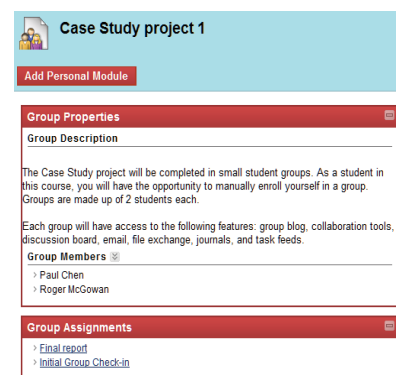 Case Study project 1
Add Personal Module
Group Properties
Group Description
The Case Study project will be completed in small student groups. As a student in
this course, you will have the opportunity to manually enroll yourself in a group.
Groups are made up of 2 students each.
Each group will have access to the following features: group blog, collaboration tools,
discussion board, email, file exchange, journals, and task feeds.
Group Members
> Paul Chen
> Roger McGowan
Group Assignments
> Final report
> Initial Group Check-in